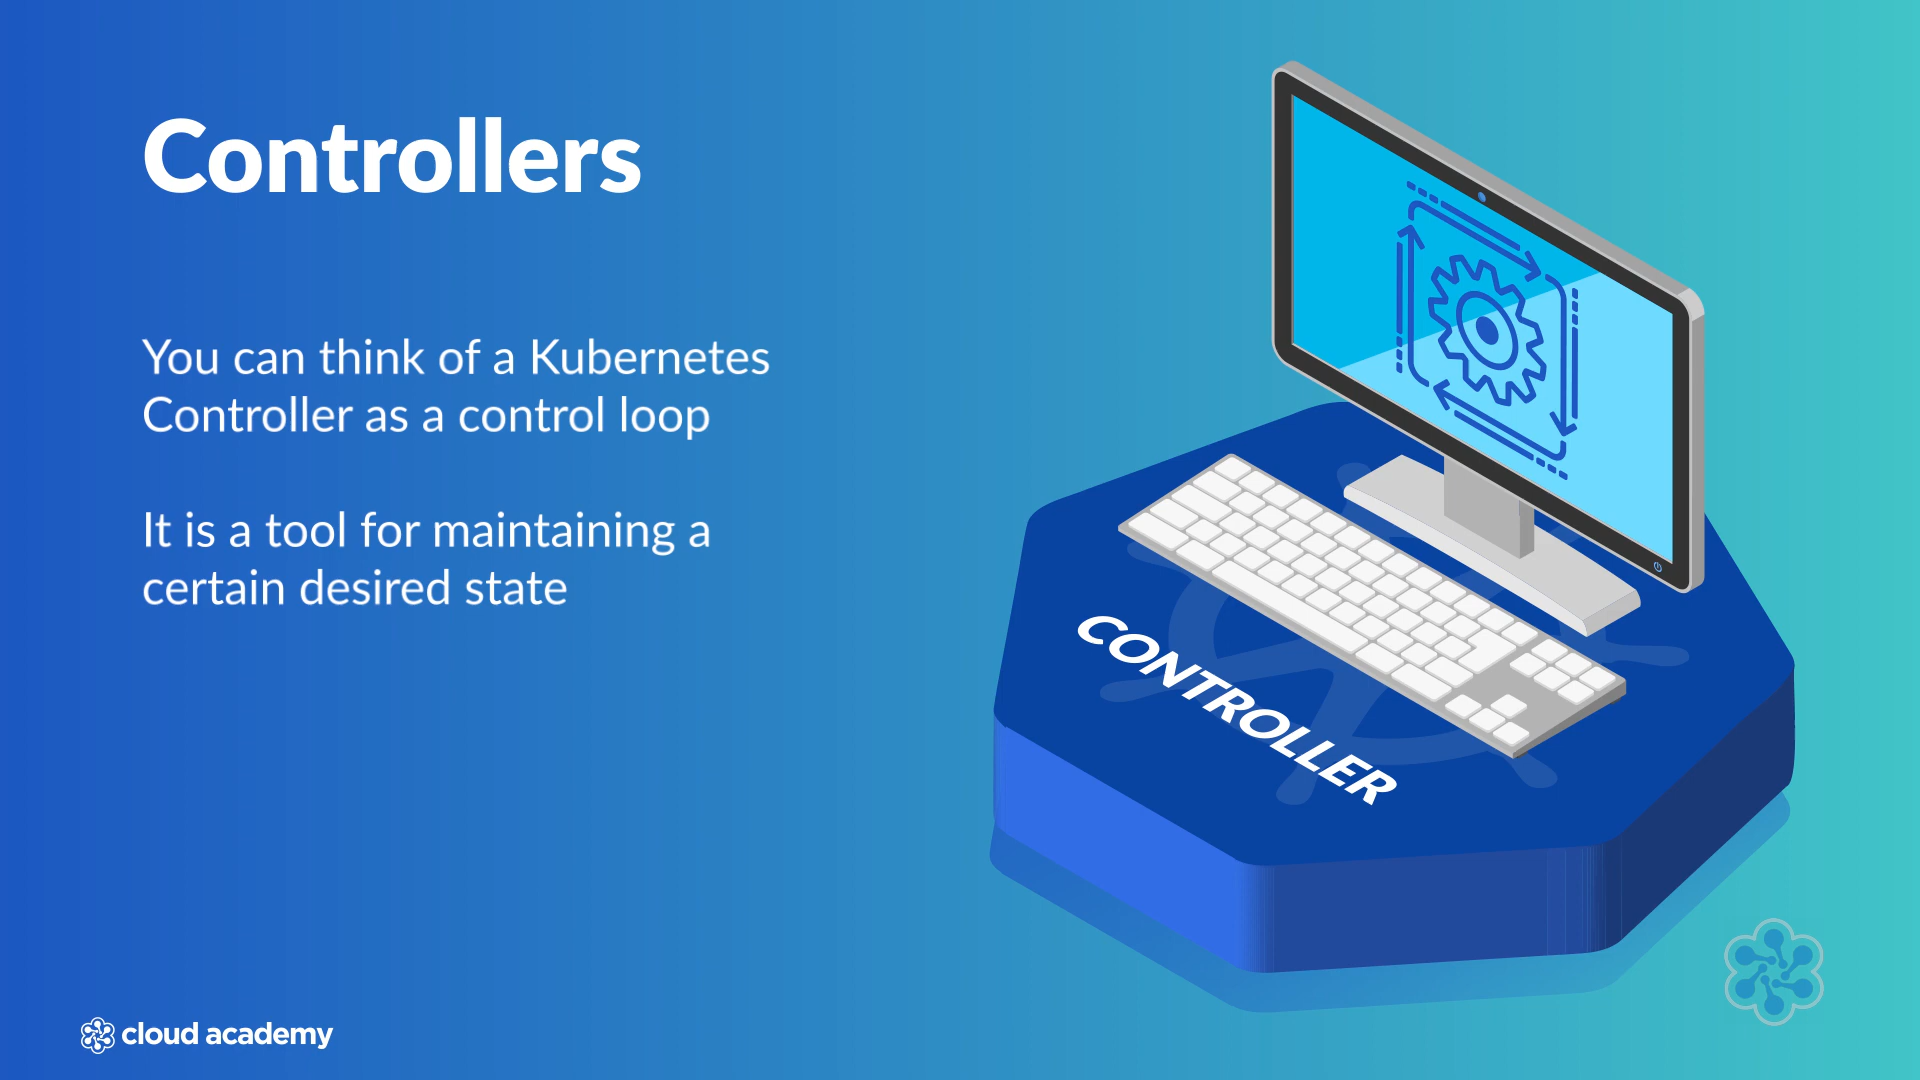 Controllers
You can think of a Kubernetes
Controller as a control loop
It is a tool for maintaining a
certain desired state
CONTROLLER
cloud academy